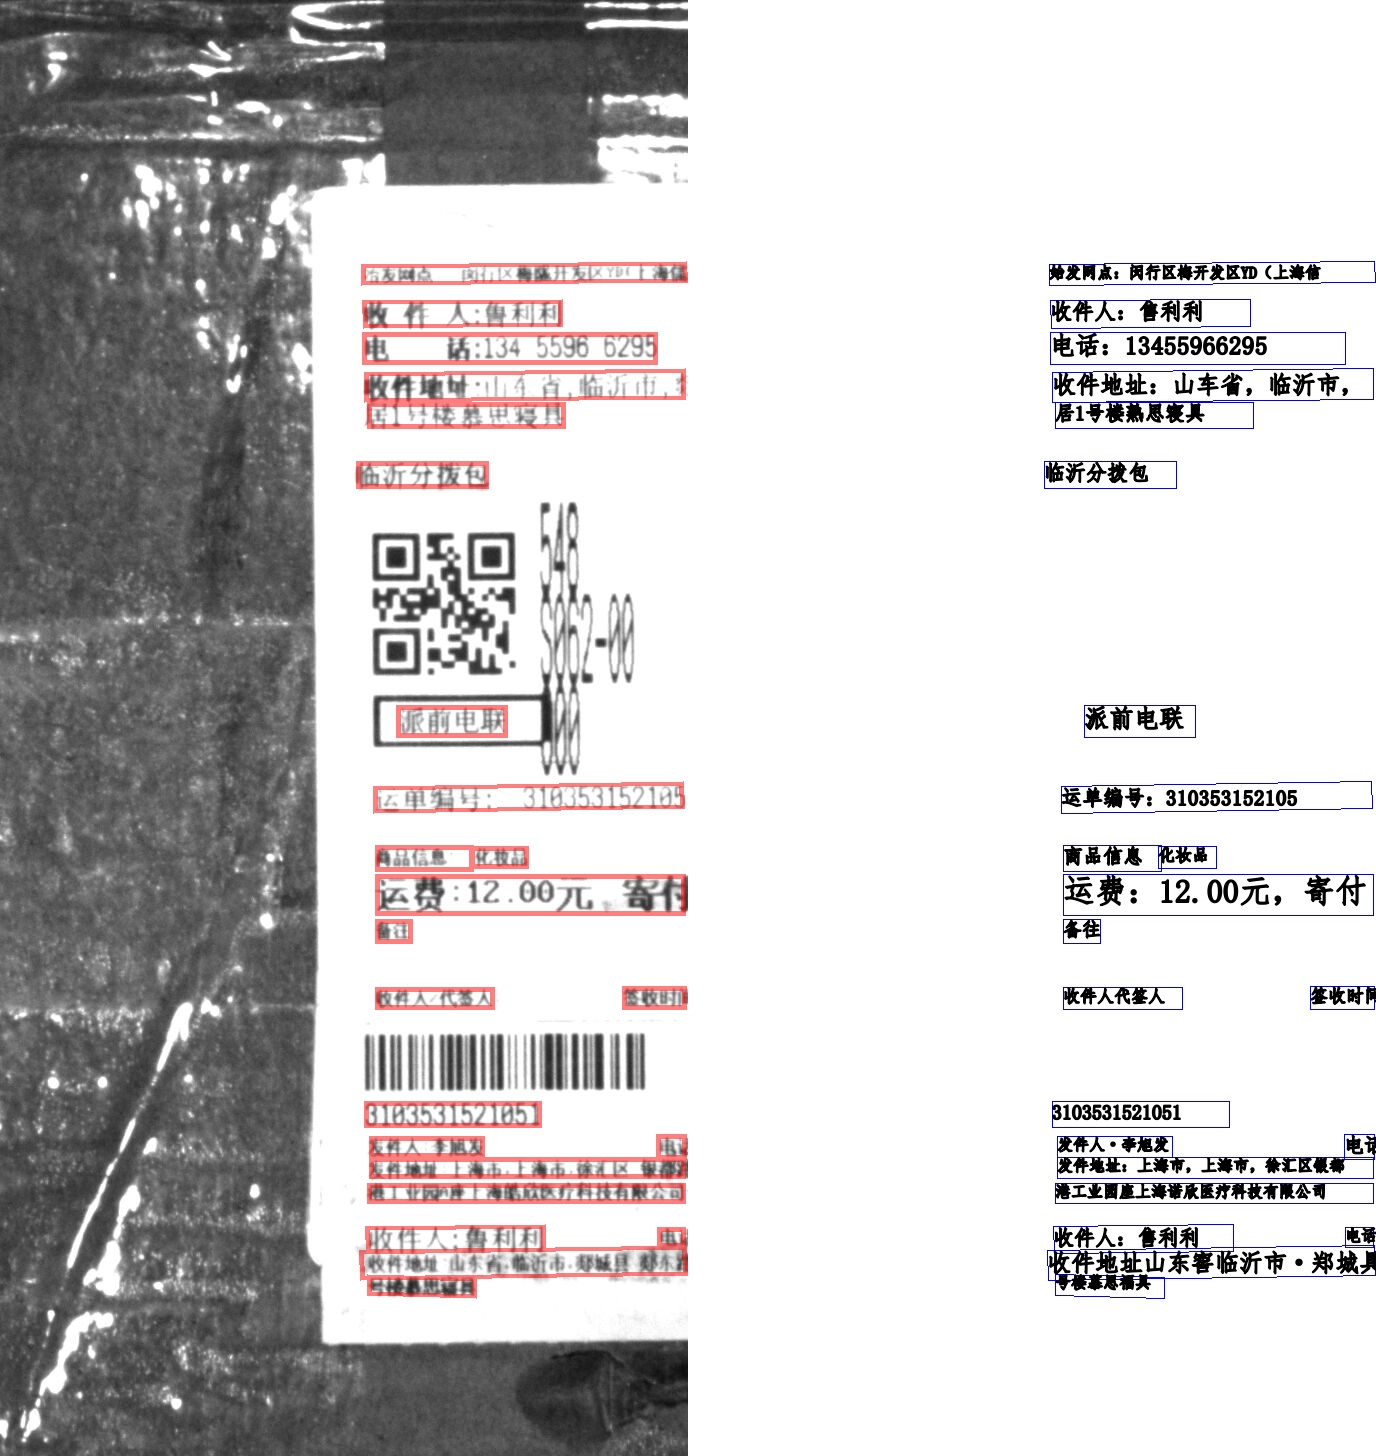 始发网点 闵行区梅陇开发区YD(上海信 始发网点：闵行区梅开发区YD（上海信
收件人:鲁利利 收件人：鲁利利
电话:134 5596 6295 电话：13455966295
收件地址:山东省,临沂市, 收件地址：山车省，临沂市，
居1号楼慕思寝具 居1号楼熱思寝具
临沂分拨包 临沂分拨包
548
S062-00
000
派前电联 派前电联
运单编号: 310353152105 运单编号：310353152105
商品信息 化妆品 商品信息 化妆品
运费:12.00元 寄付 运费：12.00元，寄付
备注 备往
收件人/代签人 签收时间 收件人代签人 签收时间
3103531521051 3103531521051
发件人:李旭发 电话 发件人·李旭发 电话
发件地址:上海市,上海市,徐汇区 银都 发件地址：上海市，上海市，徐汇区银都
港工业园A座上海皓欣医疗科技有限公司 港工业园座上海诺欣医疗科技有限公司
收件人:鲁利利 电话 收件人：鲁利利 电话
收件地址 山东省,临沂市,郯城县 郯东 收件地址山东窖临沂市·郑城具
号楼慕思寝具 号楼慕思福具